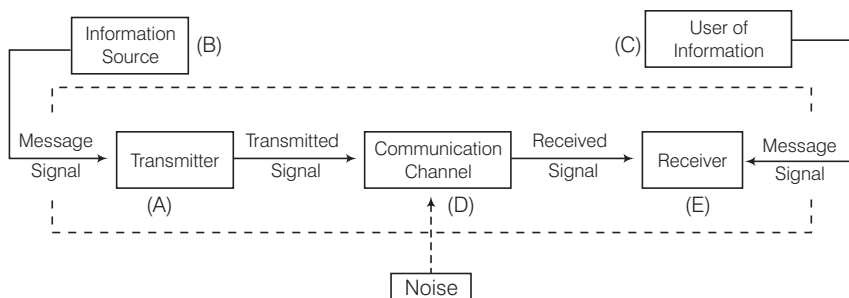 Information
Source
(B)
(C)
User of
Information
Message
Signal
Transmitter
(A)
Transmitted
Signal
Communication
Channel
(D)
Received
Signal
Receiver
(E)
Message
Signal
Noise